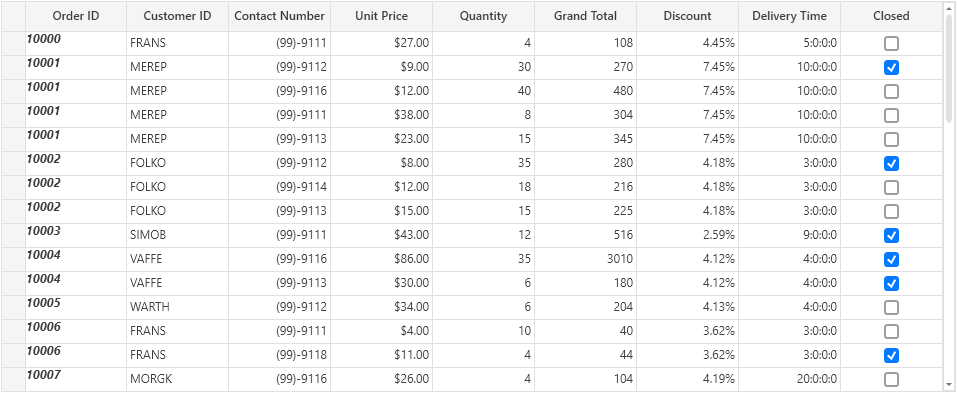 Order ID Customer ID Contact Number Unit Price Quantity Grand Total Discount Delivery Time Closed
10000 FRANS (99)-9111 $27.00 4 108 4.45% 5:0:0:0
10001 MEREP (99)-9112 $9.00 30 270 7.45% 10:0:0:0
10001 MEREP (99)-9116 $12.00 40 480 7.45% 10:0:0:0
10001 MEREP (99)-9111 $38.00 8 304 7.45% 10:0:0:0
10001 MEREP (99)-9113 $23.00 15 345 7.45% 10:0:0:0
10002 FOLKO (99)-9112 $8.00 35 280 4.18% 3:0:0:0
10002 FOLKO (99)-9114 $12.00 18 216 4.18% 3:0:0:0
10002 FOLKO (99)-9113 $15.00 15 225 4.18% 3:0:0:0
10003 SIMOB (99)-9111 $43.00 12 516 2.59% 9:0:0:0
10004 VAFFE (99)-9116 $86.00 35 3010 4.12% 4:0:0:0
10004 VAFFE (99)-9113 $30.00 6 180 4.12% 4:0:0:0
10005 WARTH (99)-9112 $34.00 6 204 4.13% 4:0:0:0
10006 FRANS (99)-9111 $4.00 10 40 3.62% 3:0:0:0
10006 FRANS (99)-9118 $11.00 4 44 3.62% 3:0:0:0
10007 MORGK (99)-9116 $26.00 4 104 4.19% 20:0:0:0